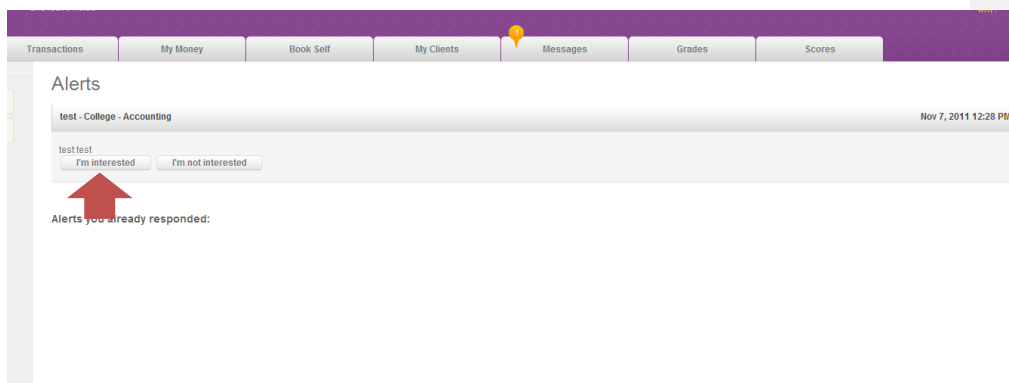 1
Transactions My Money Book Self My Clients Messages Grades Scores
Alerts
test - College - Accounting Nov 7, 2011 12:28 PM
test test
I'm interested I'm not interested
Alerts you already responded: